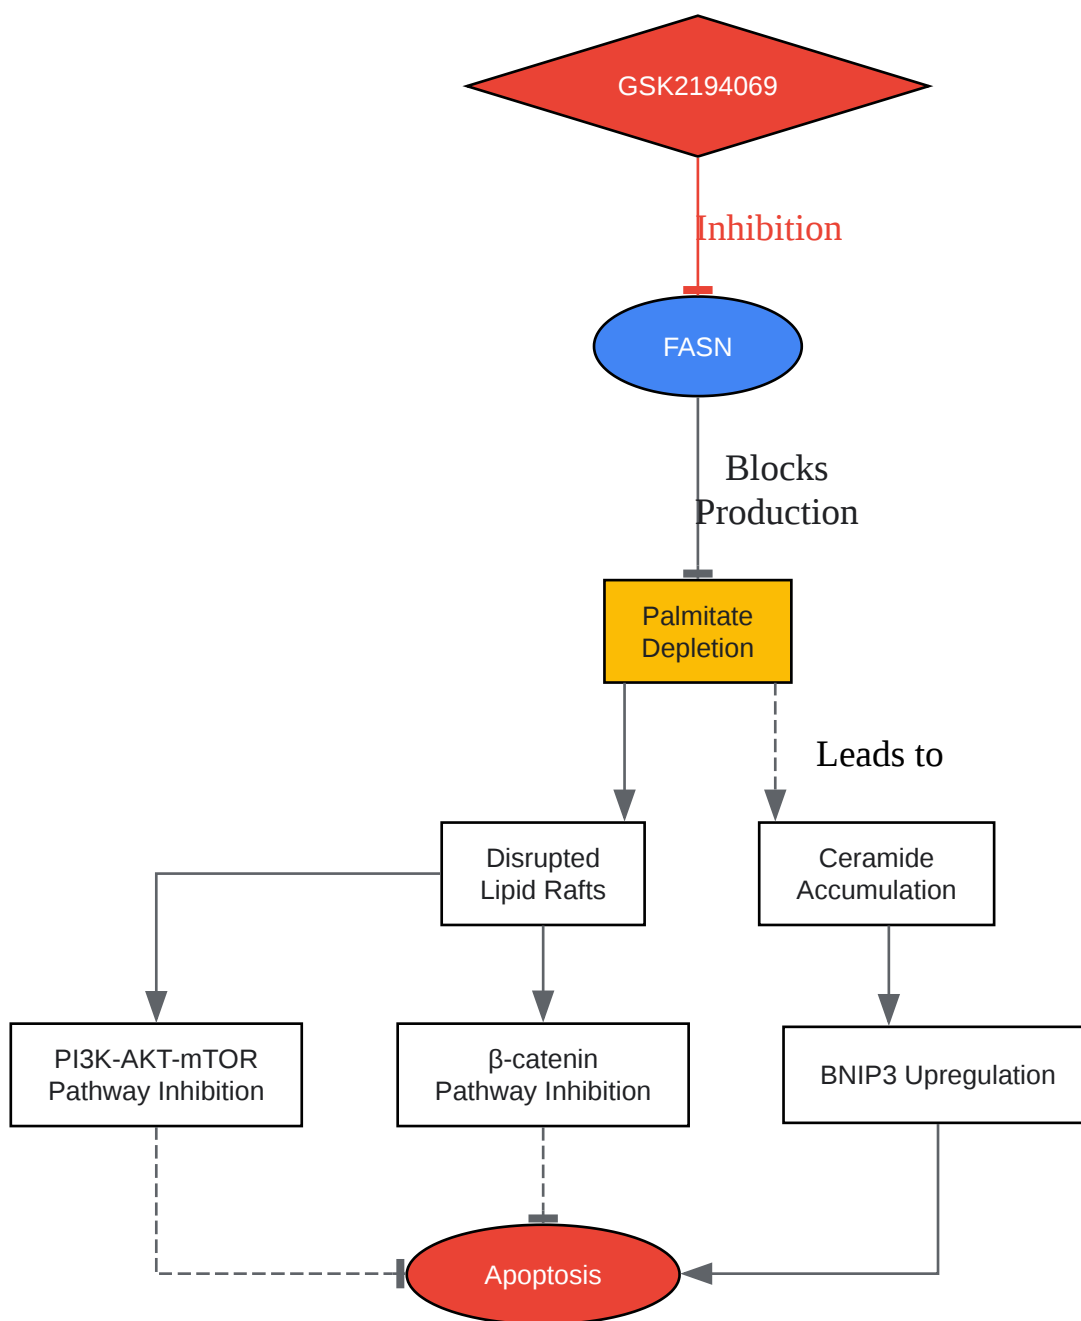 GSK2194069
Inhibition
FASN
Blocks
Production
Palmitate
Depletion
Leads to
Disrupted
Lipid Rafts
Ceramide
Accumulation
PI3K-AKT-mTOR
Pathway Inhibition
β-catenin
Pathway Inhibition
BNIP3 Upregulation
Apoptosis